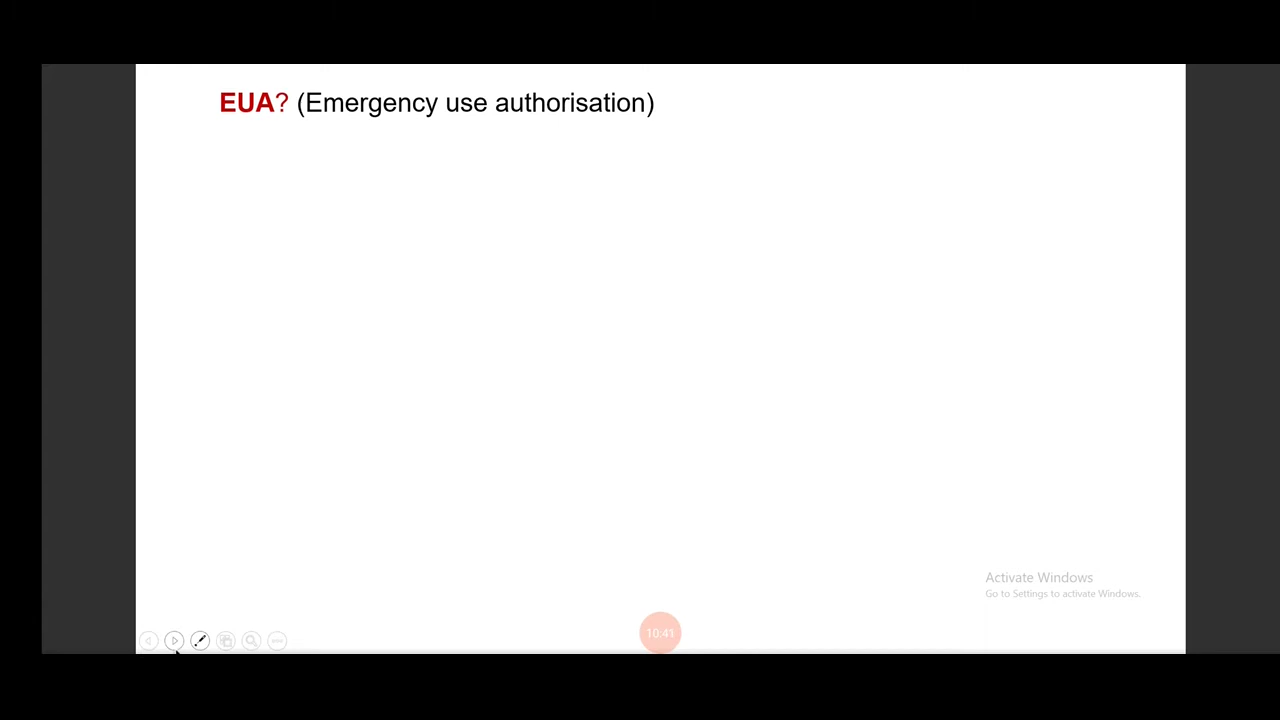 EUA? (Emergency use authorisation)
Activate Windows
Go to Settings to activate Windows.
10:41